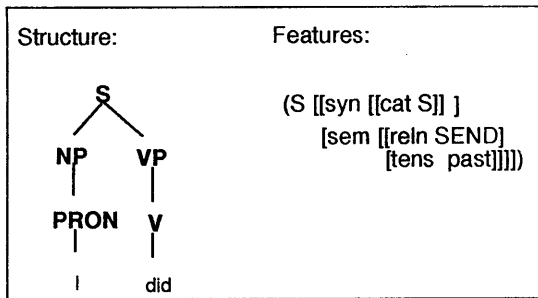 Structure:
Features:
S
NP VP
PRON V
I did
(S [[syn [[cat S]] ]
[sem [[reln SEND]
[tens past]]]])